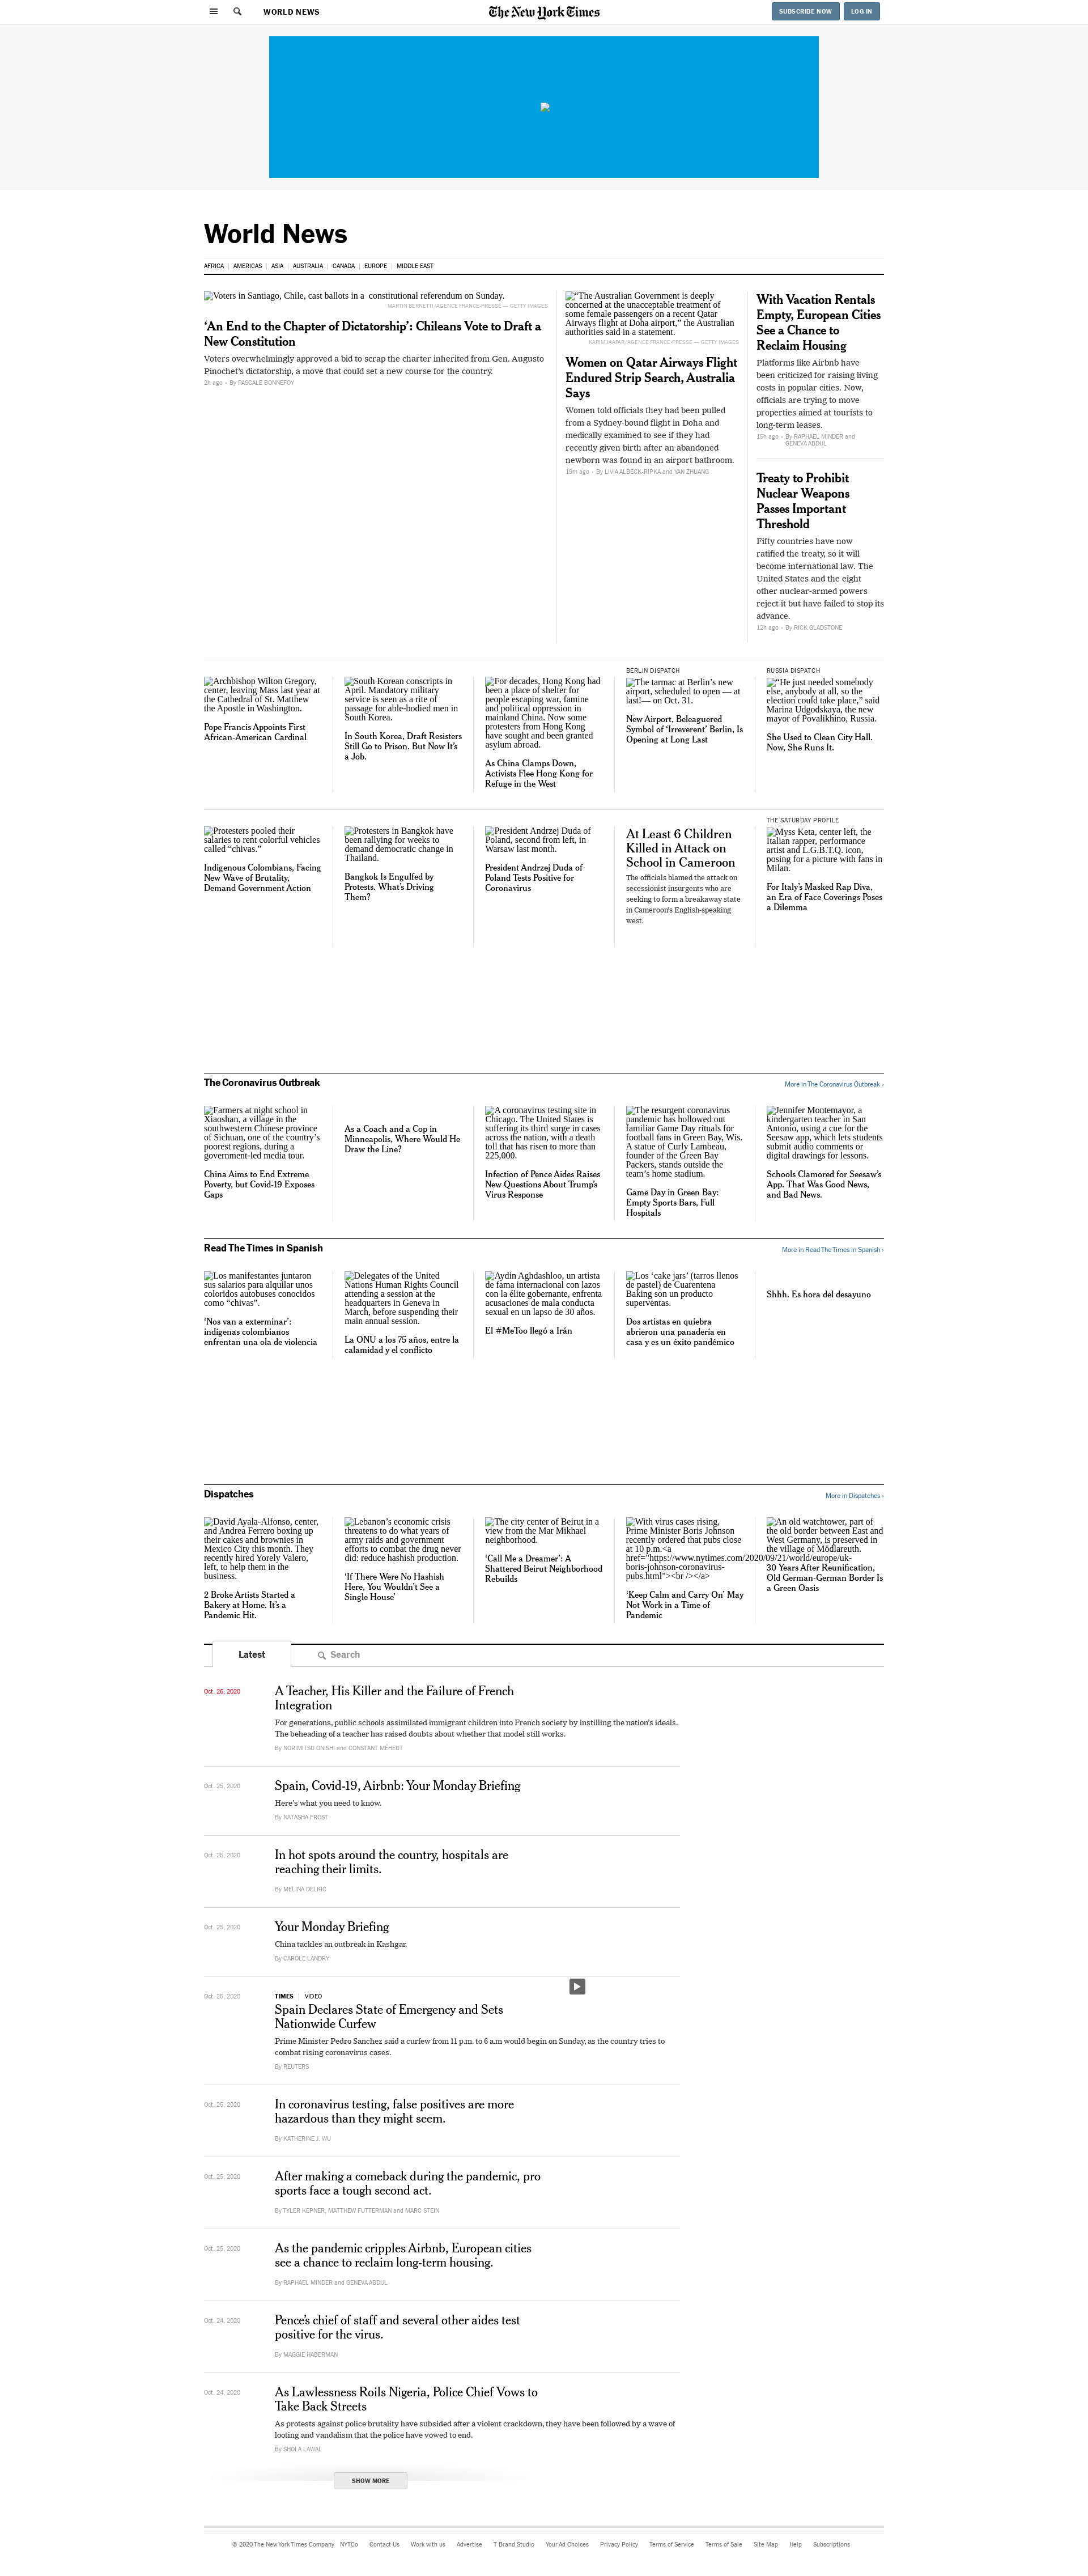 WORLD NEWS
The New York Times
SUBSCRIBE NOW
LOG IN
World News
AFRICA | AMERICAS | ASIA | AUSTRALIA | CANADA | EUROPE | MIDDLE EAST
Voters in Santiago, Chile, cast ballots in a constitutional referendum on Sunday.
MARTIN BERNETTI/AGENCE FRANCE-PRESSE — GETTY IMAGES
‘An End to the Chapter of Dictatorship’: Chileans Vote to Draft a
New Constitution
Voters overwhelmingly approved a bid to scrap the charter inherited from Gen. Augusto
Pinochet’s dictatorship, a move that could set a new course for the country.
2h ago - By PASCALE BONNEFOY
“The Australian Government is deeply
concerned at the unacceptable treatment of
some female passengers on a recent Qatar
Airways flight at Doha airport,” the Australian
authorities said in a statement.
KARIM JAAFAR/AGENCE FRANCE-PRESSE — GETTY IMAGES
Women on Qatar Airways Flight
Endured Strip Search, Australia
Says
Women told officials they had been pulled
from a Sydney-bound flight in Doha and
medically examined to see if they had
recently given birth after an abandoned
newborn was found in an airport bathroom.
19m ago - By LIVIA ALBECK-RIPKA and YAN ZHUANG
With Vacation Rentals
Empty, European Cities
See a Chance to
Reclaim Housing
Platforms like Airbnb have
been criticized for raising living
costs in popular cities. Now,
officials are trying to move
properties aimed at tourists to
long-term leases.
15h ago - By RAPHAEL MINDER and
GENEVA ABDUL
Treaty to Prohibit
Nuclear Weapons
Passes Important
Threshold
Fifty countries have now
ratified the treaty, so it will
become international law. The
United States and the eight
other nuclear-armed powers
reject it but have failed to stop its
advance.
12h ago - By RICK GLADSTONE
Archbishop Wilton Gregory,
center, leaving Mass last year at
the Cathedral of St. Matthew
the Apostle in Washington.
Pope Francis Appoints First
African-American Cardinal
South Korean conscripts in
April. Mandatory military
service is seen as a rite of
passage for able-bodied men in
South Korea.
In South Korea, Draft Resisters
Still Go to Prison. But Now It’s
a Job.
For decades, Hong Kong had
been a place of shelter for
people escaping war, famine
and political oppression in
mainland China. Now some
protesters from Hong Kong
have sought and been granted
asylum abroad.
As China Clamps Down,
Activists Flee Hong Kong for
Refuge in the West
BERLIN DISPATCH
The tarmac at Berlin’s new
airport, scheduled to open — at
last!— on Oct. 31.
New Airport, Beleaguered
Symbol of ‘Irreverent’ Berlin, Is
Opening at Long Last
RUSSIA DISPATCH
“He just needed somebody
else, anybody at all, so the
election could take place,” said
Marina Udgodskaya, the new
mayor of Povalikhino, Russia.
She Used to Clean City Hall.
Now, She Runs It.
Protesters pooled their
salaries to rent colorful vehicles
called “chivas.”
Indigenous Colombians, Facing
New Wave of Brutality,
Demand Government Action
Protesters in Bangkok have
been rallying for weeks to
demand democratic change in
Thailand.
Bangkok Is Engulfed by
Protests. What’s Driving
Them?
President Andrzej Duda of
Poland, second from left, in
Warsaw last month.
President Andrzej Duda of
Poland Tests Positive for
Coronavirus
At Least 6 Children
Killed in Attack on
School in Cameroon
The officials blamed the attack on
secessionist insurgents who are
seeking to form a breakaway state
in Cameroon’s English-speaking
west.
THE SATURDAY PROFILE
Myss Keta, center left, the
Italian rapper, performance
artist and L.G.B.T.Q. icon,
posing for a picture with fans in
Milan.
For Italy’s Masked Rap Diva,
an Era of Face Coverings Poses
a Dilemma
The Coronavirus Outbreak
More in The Coronavirus Outbreak ›
Farmers at night school in
Xiaoshan, a village in the
southwestern Chinese province
of Sichuan, one of the country’s
poorest regions, during a
government-led media tour.
China Aims to End Extreme
Poverty, but Covid-19 Exposes
Gaps
As a Coach and a Cop in
Minneapolis, Where Would He
Draw the Line?
A coronavirus testing site in
Chicago. The United States is
suffering its third surge in cases
across the nation, with a death
toll that has risen to more than
225,000.
Infection of Pence Aides Raises
New Questions About Trump’s
Virus Response
The resurgent coronavirus
pandemic has hollowed out
familiar Game Day rituals for
football fans in Green Bay, Wis.
A statue of Curly Lambeau,
founder of the Green Bay
Packers, stands outside the
team’s home stadium.
Game Day in Green Bay:
Empty Sports Bars, Full
Hospitals
Jennifer Montemayor, a
kindergarten teacher in San
Antonio, using a cue for the
Seesaw app, which lets students
submit audio comments or
digital drawings for lessons.
Schools Clamored for Seesaw’s
App. That Was Good News,
and Bad News.
Read The Times in Spanish
More in Read The Times in Spanish ›
Los manifestantes juntaron
sus salarios para alquilar unos
coloridos autobuses conocidos
como “chivas”.
‘Nos van a exterminar’:
indígenas colombianos
enfrentan una ola de violencia
Delegates of the United
Nations Human Rights Council
attending a session at the
headquarters in Geneva in
March, before suspending their
main annual session.
La ONU a los 75 años, entre la
calamidad y el conflicto
Aydin Aghdashloo, un artista
de fama internacional con lazos
con la élite gobernante, enfrenta
acusaciones de mala conducta
sexual en un lapso de 30 años.
El #MeToo llegó a Irán
Los ‘cake jars’ (tarros llenos
de pastel) de Cuarentena
Baking son un producto
superventas.
Dos artistas en quiebra
abrieron una panadería en
casa y es un éxito pandémico
Shhh. Es hora del desayuno
Dispatches
More in Dispatches ›
David Ayala-Alfonso, center,
and Andrea Ferrero boxing up
their cakes and brownies in
Mexico City this month. They
recently hired Yorely Valero,
left, to help them in the
business.
2 Broke Artists Started a
Bakery at Home. It’s a
Pandemic Hit.
Lebanon’s economic crisis
threatens to do what years of
army raids and government
efforts to combat the drug never
did: reduce hashish production.
‘If There Were No Hashish
Here, You Wouldn’t See a
Single House’
The city center of Beirut in a
view from the Mar Mikhael
neighborhood.
‘Call Me a Dreamer’: A
Shattered Beirut Neighborhood
Rebuilds
With virus cases rising,
Prime Minister Boris Johnson
recently ordered that pubs close
at 10 p.m.<a
href="https://www.nytimes.com/2020/09/21/world/europe/uk-
boris-johnson-coronavirus-
pubs.html"><br /></a>
‘Keep Calm and Carry On’ May
Not Work in a Time of
Pandemic
An old watchtower, part of
the old border between East and
West Germany, is preserved in
the village of Mödlareuth.
30 Years After Reunification,
Old German-German Border Is
a Green Oasis
Latest
Search
Oct. 26, 2020
A Teacher, His Killer and the Failure of French
Integration
For generations, public schools assimilated immigrant children into French society by instilling the nation’s ideals.
The beheading of a teacher has raised doubts about whether that model still works.
By NORIMITSU ONISHI and CONSTANT MÉHEUT
Oct. 25, 2020
Spain, Covid-19, Airbnb: Your Monday Briefing
Here’s what you need to know.
By NATASHA FROST
Oct. 25, 2020
In hot spots around the country, hospitals are
reaching their limits.
By MELINA DELKIC
Oct. 25, 2020
Your Monday Briefing
China tackles an outbreak in Kashgar.
By CAROLE LANDRY
Oct. 25, 2020
TIMES | VIDEO
Spain Declares State of Emergency and Sets
Nationwide Curfew
Prime Minister Pedro Sanchez said a curfew from 11 p.m. to 6 a.m would begin on Sunday, as the country tries to
combat rising coronavirus cases.
By REUTERS
Oct. 25, 2020
In coronavirus testing, false positives are more
hazardous than they might seem.
By KATHERINE J. WU
Oct. 25, 2020
After making a comeback during the pandemic, pro
sports face a tough second act.
By TYLER KEPNER, MATTHEW FUTTERMAN and MARC STEIN
Oct. 25, 2020
As the pandemic cripples Airbnb, European cities
see a chance to reclaim long-term housing.
By RAPHAEL MINDER and GENEVA ABDUL
Oct. 24, 2020
Pence’s chief of staff and several other aides test
positive for the virus.
By MAGGIE HABERMAN
Oct. 24, 2020
As Lawlessness Roils Nigeria, Police Chief Vows to
Take Back Streets
As protests against police brutality have subsided after a violent crackdown, they have been followed by a wave of
looting and vandalism that the police have vowed to end.
By SHOLA LAWAL
SHOW MORE
© 2020 The New York Times Company NYTCo Contact Us Work with us Advertise T Brand Studio Your Ad Choices Privacy Policy Terms of Service Terms of Sale Site Map Help Subscriptions